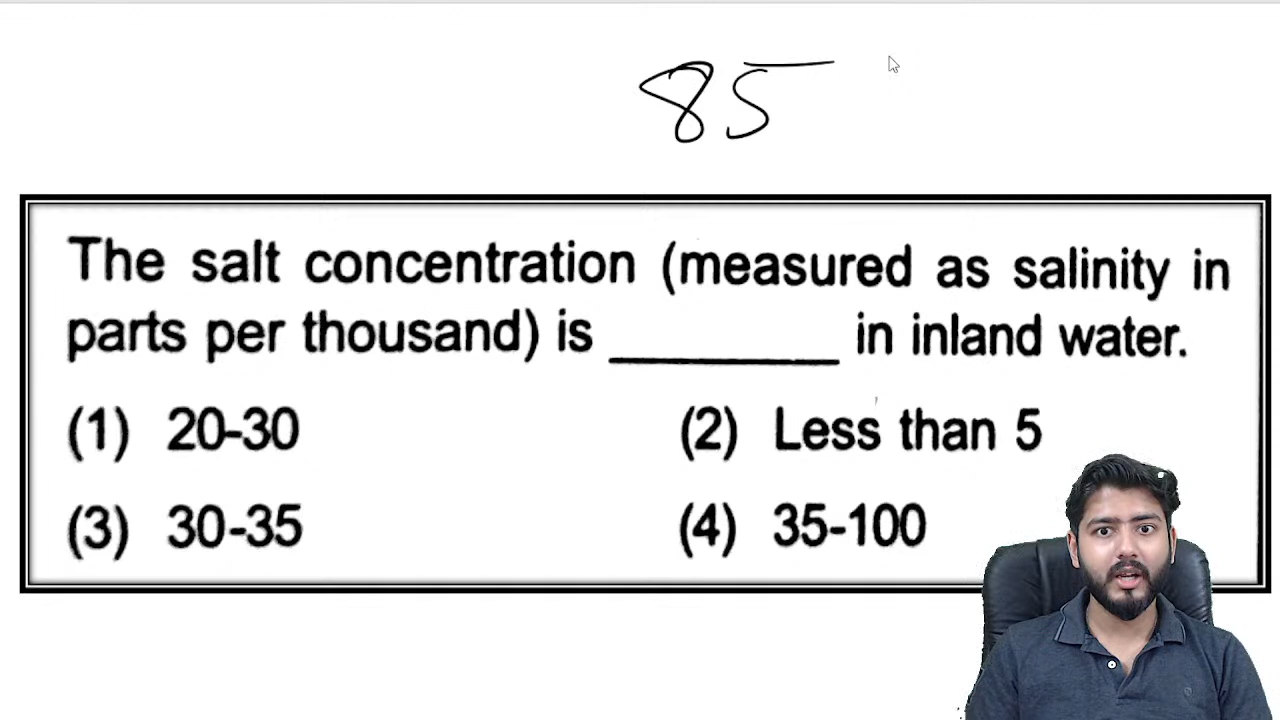 85
The salt concentration (measured as salinity in
parts per thousand) is ________ in inland water.
(1) 20-30 (2) Less than 5
(3) 30-35 (4) 35-100